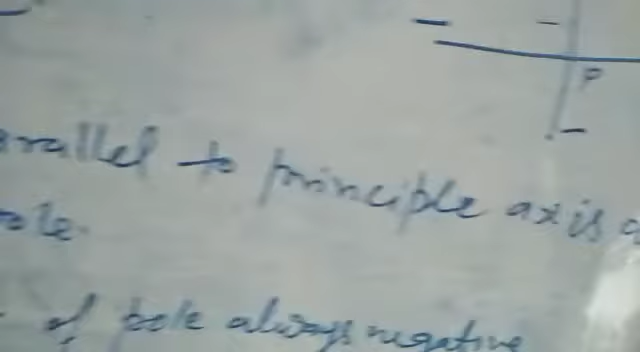 P
rallel to principle axis
ole.
of pole always negative